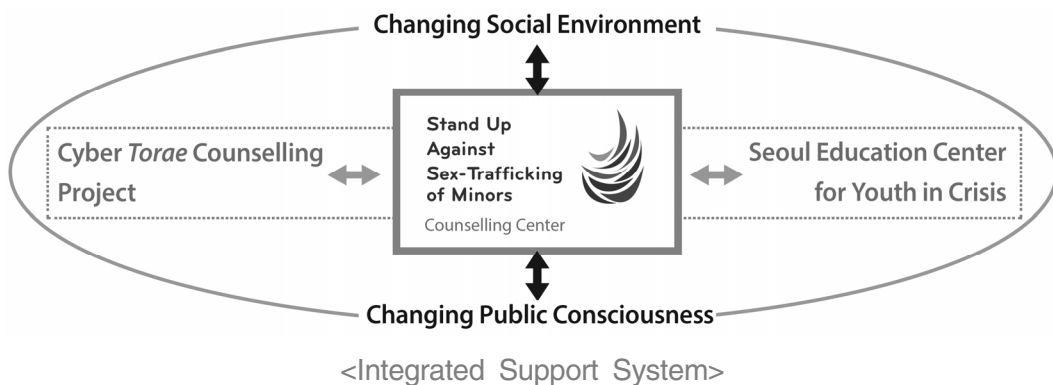 Changing Social Environment
Cyber Torae Counselling
Project
Stand Up
Against
Sex-Trafficking
of Minors
Counselling Center
Seoul Education Center
for Youth in Crisis
Changing Public Consciousness
<Integrated Support System>